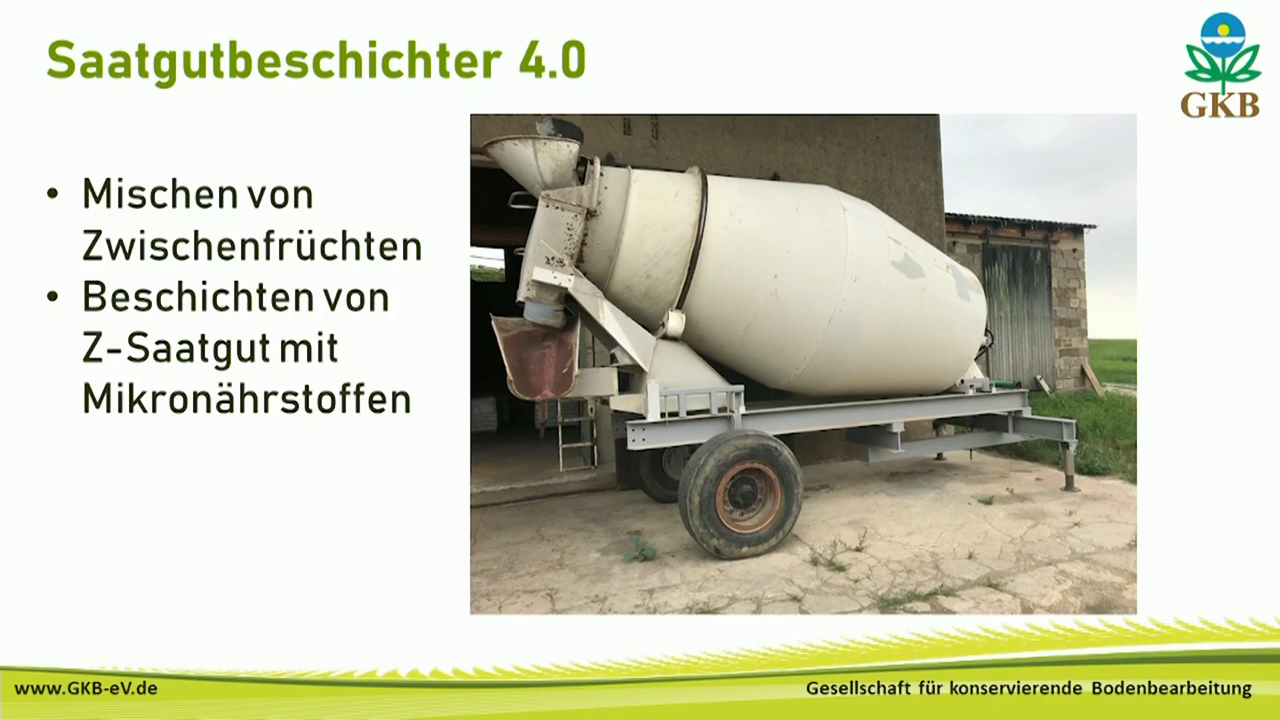 Saatgutbeschichter 4.0
GKB
• Mischen von
Zwischenfrüchten
• Beschichten von
Z-Saatgut mit
Mikronährstoffen
www.GKB-eV.de
Gesellschaft für konservierende Bodenbearbeitung